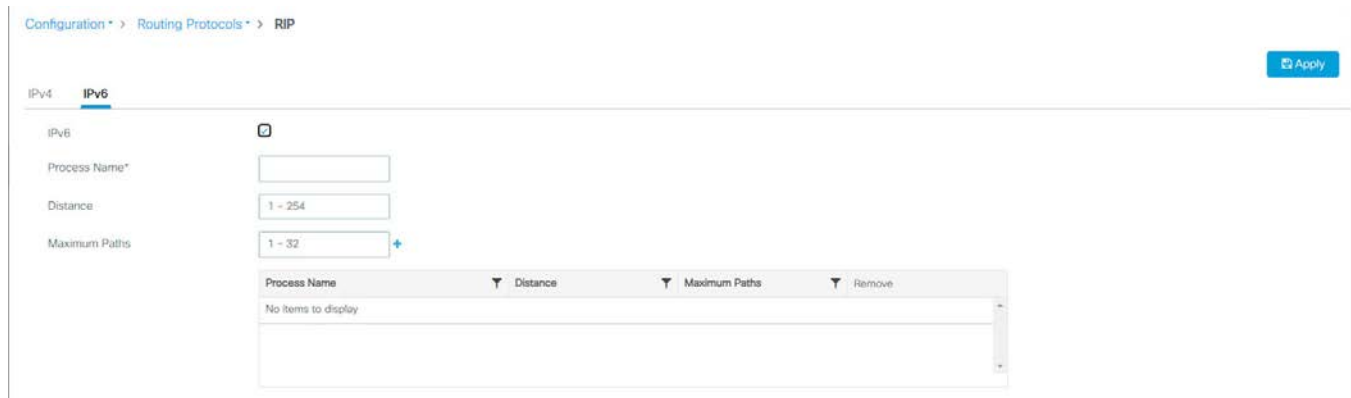 Configuration > Routing Protocols > RIP
Apply
IPv4 IPv6
IPv6
Process Name*
Distance 1 - 254
Maximum Paths 1 - 32 +
Process Name Distance Maximum Paths Remove
No items to display